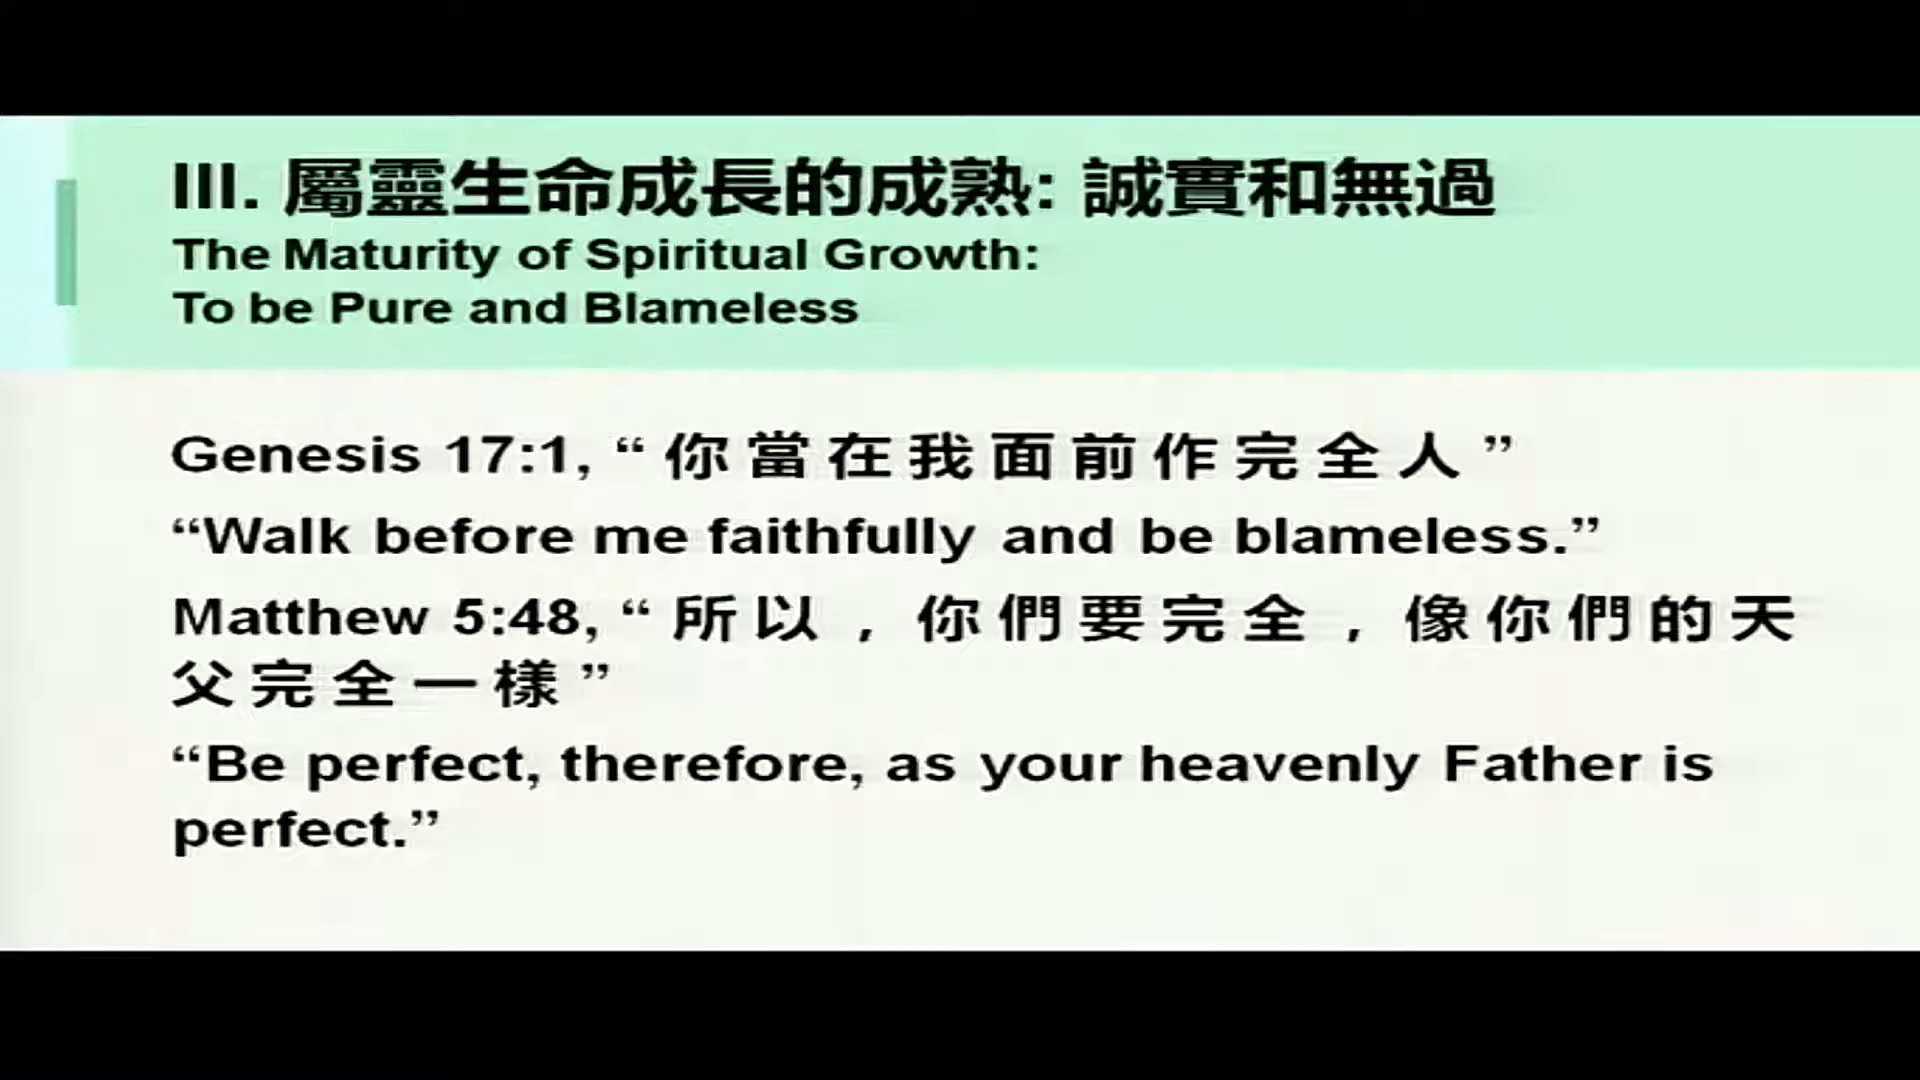 III. 屬靈生命成長的成熟: 誠實和無過
The Maturity of Spiritual Growth:
To be Pure and Blameless
Genesis 17:1, “ 你當在我面前作完全人 ”
“Walk before me faithfully and be blameless.”
Matthew 5:48, “ 所以，你們要完全，像你們的天
父完全一樣 ”
“Be perfect, therefore, as your heavenly Father is
perfect.”